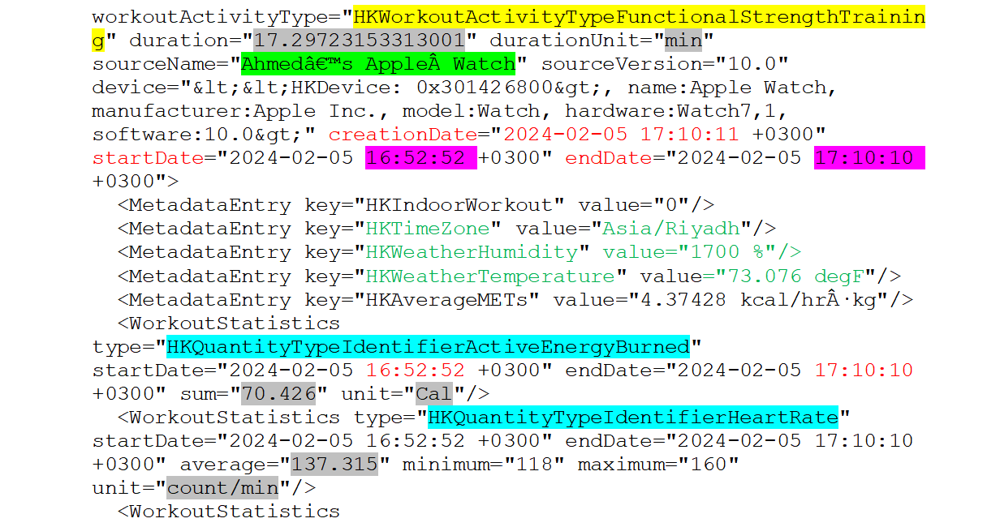 workoutActivityType="HKWorkoutActivityTypeFunctionalStrengthTrainin
g" duration="17.29723153313001" durationUnit="min"
sourceName="Ahmedâ€™s AppleÂ Watch" sourceVersion="10.0"
device="&lt;&lt;HKDevice: 0x301426800&gt;, name:Apple Watch,
manufacturer:Apple Inc., model:Watch, hardware:Watch7,1,
software:10.0&gt;" creationDate="2024-02-05 17:10:11 +0300"
startDate="2024-02-05 16:52:52 +0300" endDate="2024-02-05 17:10:10
+0300">
  <MetadataEntry key="HKIndoorWorkout" value="0"/>
  <MetadataEntry key="HKTimeZone" value="Asia/Riyadh"/>
  <MetadataEntry key="HKWeatherHumidity" value="1700 %"/>
  <MetadataEntry key="HKWeatherTemperature" value="73.076 degF"/>
  <MetadataEntry key="HKAverageMETs" value="4.37428 kcal/hrÂ·kg"/>
  <WorkoutStatistics
type="HKQuantityTypeIdentifierActiveEnergyBurned"
startDate="2024-02-05 16:52:52 +0300" endDate="2024-02-05 17:10:10
+0300" sum="70.426" unit="Cal"/>
  <WorkoutStatistics type="HKQuantityTypeIdentifierHeartRate"
startDate="2024-02-05 16:52:52 +0300" endDate="2024-02-05 17:10:10
+0300" average="137.315" minimum="118" maximum="160"
unit="count/min"/>
  <WorkoutStatistics